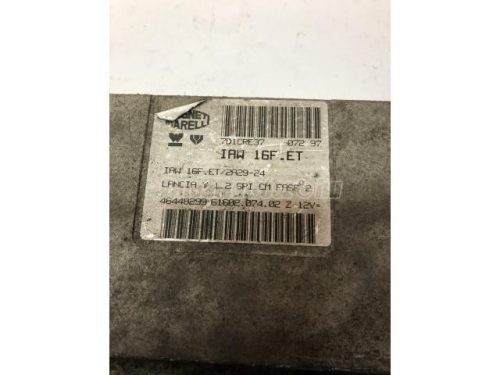 MARELLI
7D1CRE37 072 97
IAW 16F.ET
IAW 16F.ET/2A29-24
LANCIA Y 1.2 SPI CM FASE 2
46448299 61602.074.02 Z 12V=